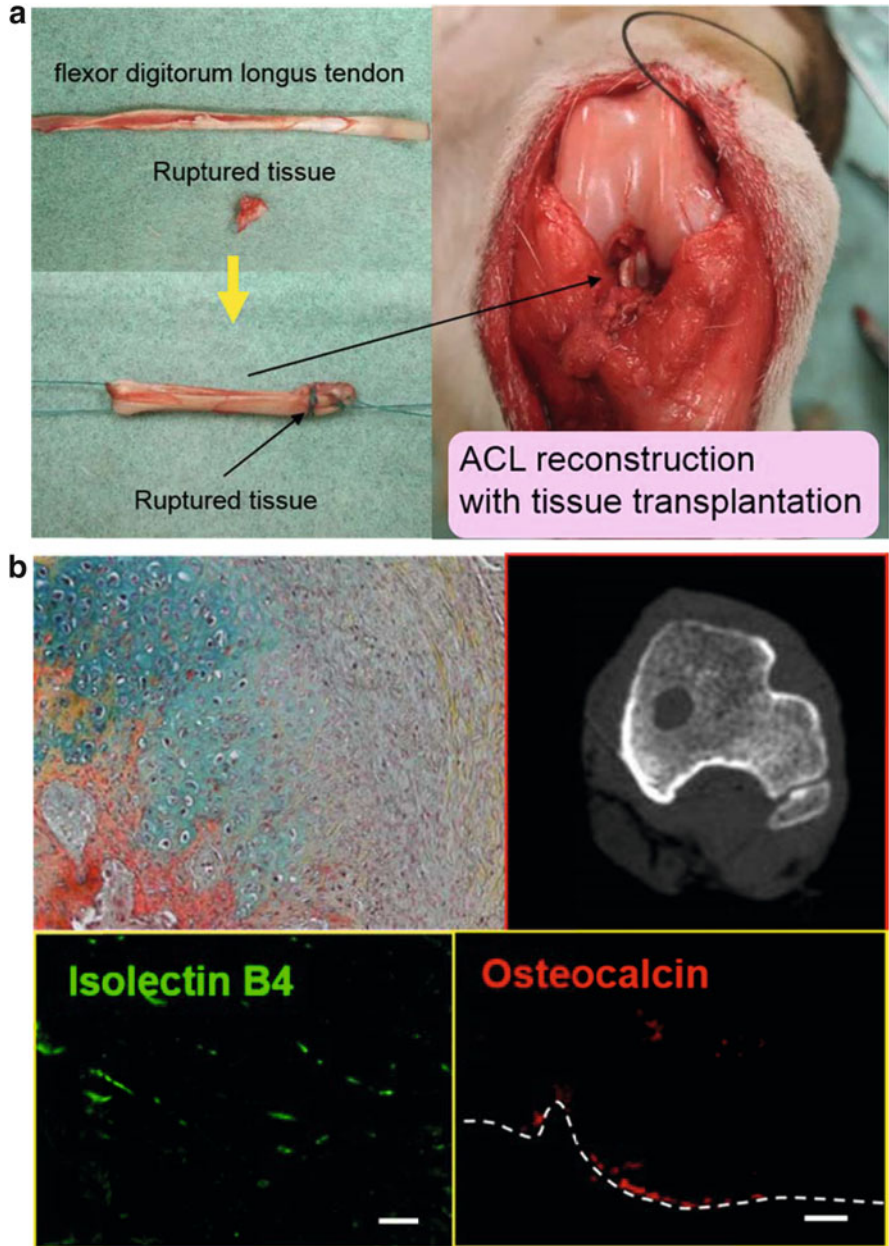 a
flexor digitorum longus tendon
Ruptured tissue
Ruptured tissue
ACL reconstruction
with tissue transplantation
b
Isolectin B4
Osteocalcin